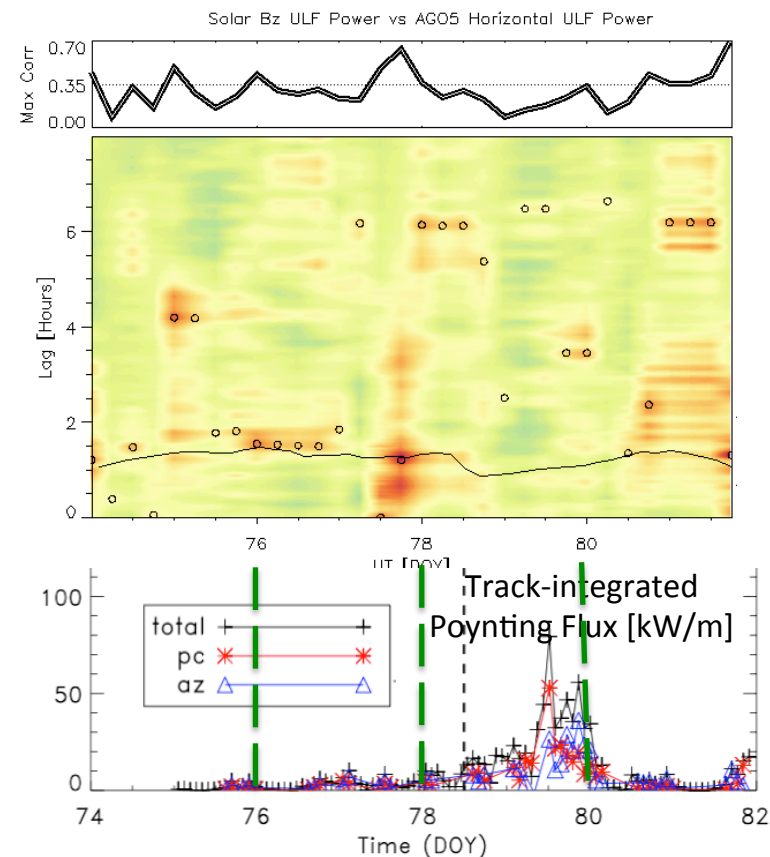 Solar Bz ULF Power vs AGO5 Horizontal ULF Power
0.70
0.35
0.00
Max Corr
6
4
2
0
Lag [Hours]
76
78
80
UT [DOY]
Track-integrated
Poynting Flux [kW/m]
100
50
0
total
pc
az
74
76
78
80
82
Time (DOY)